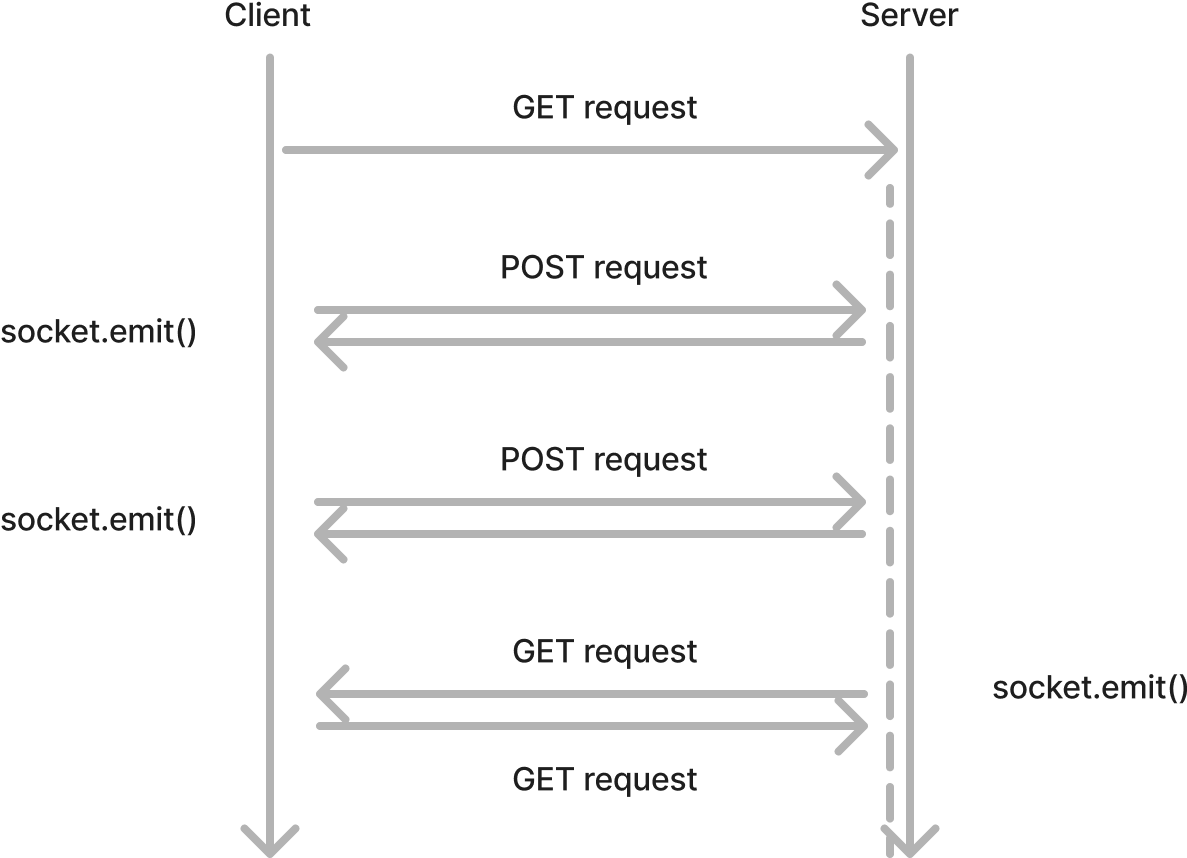 Client
Server
GET request
POST request
socket.emit()
POST request
socket.emit()
GET request
socket.emit()
GET request